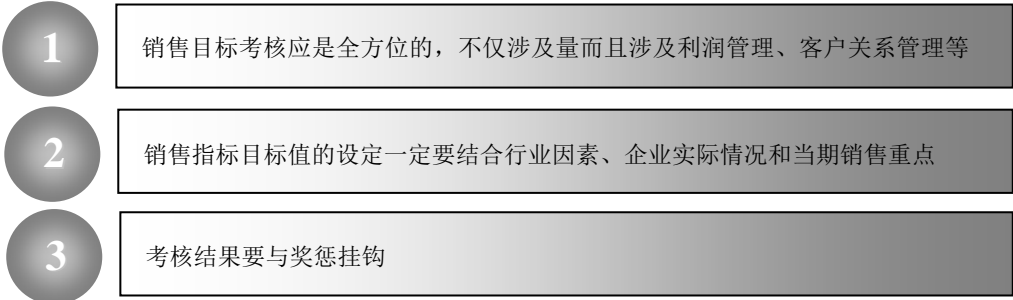 1
销售目标考核应是全方位的，不仅涉及量而且涉及利润管理、客户关系管理等
2
销售指标目标值的设定一定要结合行业因素、企业实际情况和当期销售重点
3
考核结果要与奖惩挂钩